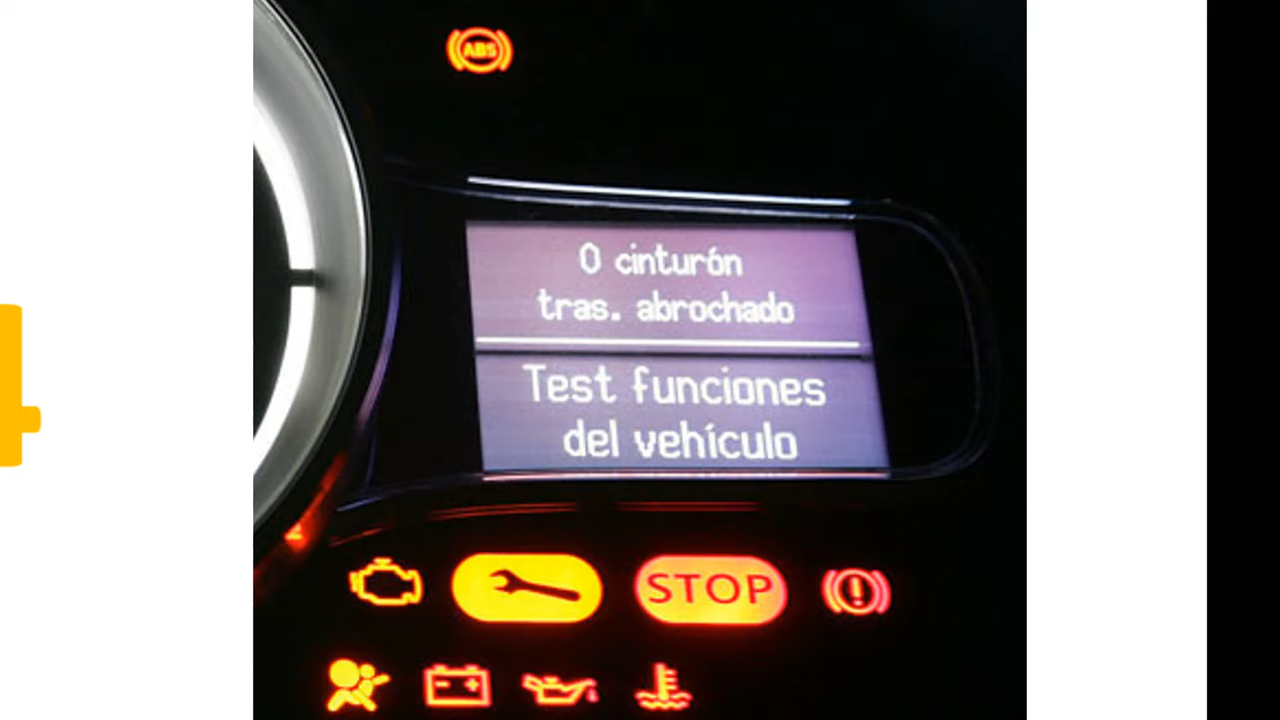 ABS
0 cinturón
tras. abrochado
Test funciones
del vehículo
STOP